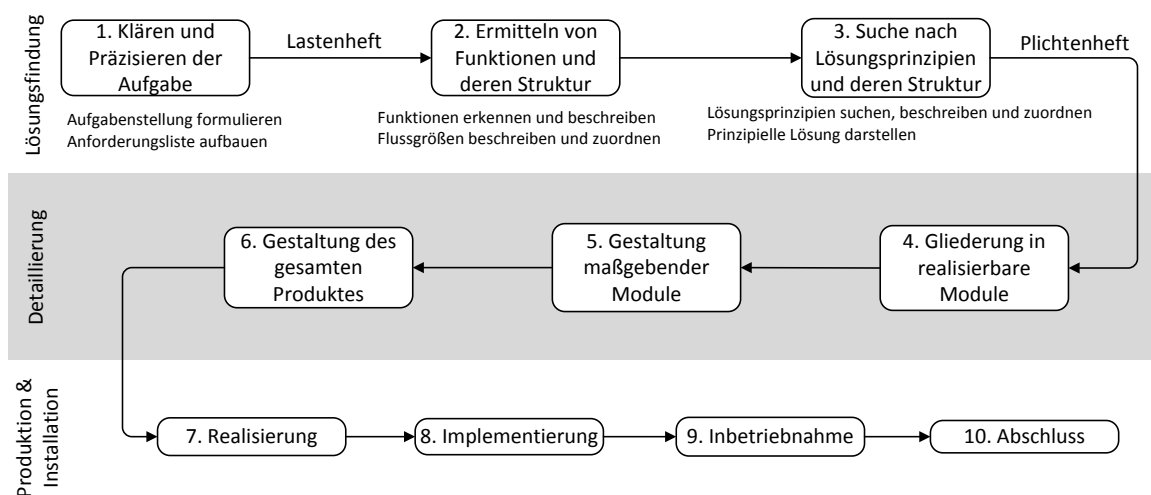 Lösungsfindung
1. Klären und
Präzisieren der
Aufgabe
Lastenheft
2. Ermitteln von
Funktionen und
deren Struktur
3. Suche nach
Lösungsprinzipien
und deren Struktur
Plichtenheft
Aufgabenstellung formulieren
Anforderungsliste aufbauen
Funktionen erkennen und beschreiben
Flussgrößen beschreiben und zuordnen
Lösungsprinzipien suchen, beschreiben und zuordnen
Prinzipielle Lösung darstellen
Detaillierung
6. Gestaltung des
gesamten
Produktes
5. Gestaltung
maßgebender
Module
4. Gliederung in
realisierbare
Module
Produktion &
Installation
7. Realisierung
8. Implementierung
9. Inbetriebnahme
10. Abschluss